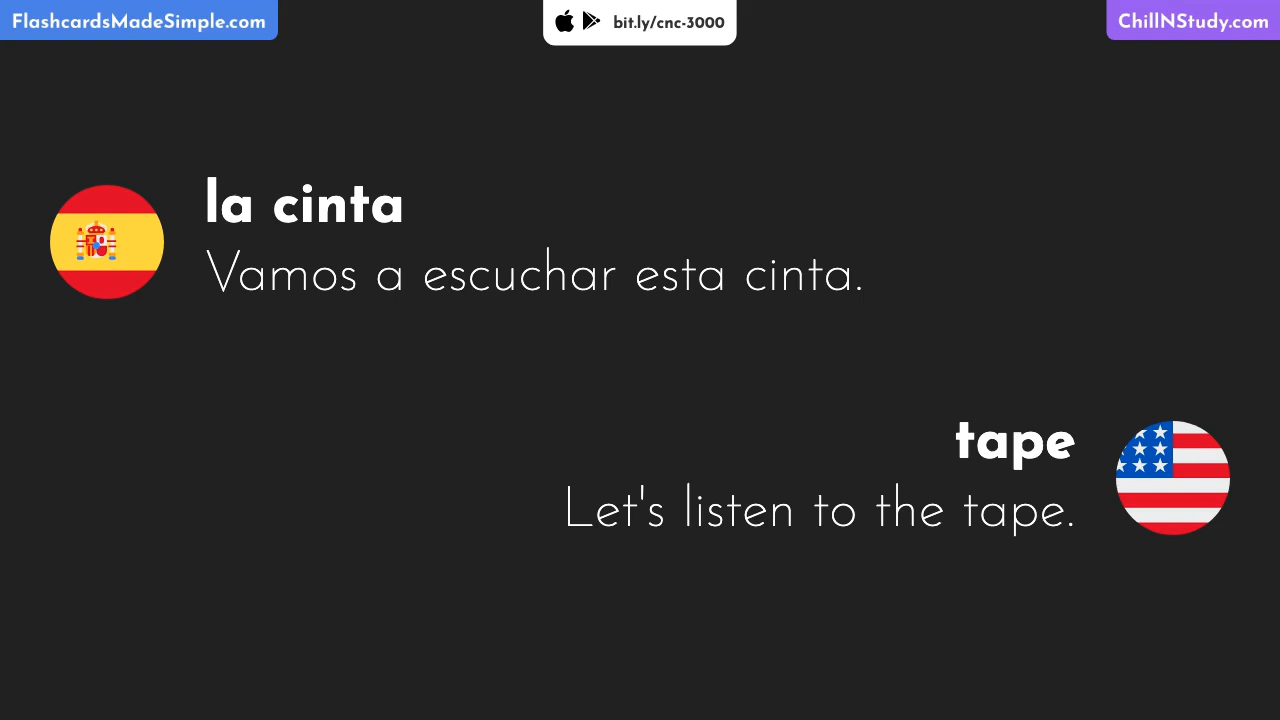 FlashcardsMadeSimple.com
bit.ly/cnc-3000
ChillNStudy.com
la cinta
Vamos a escuchar esta cinta.
tape
Let's listen to the tape.